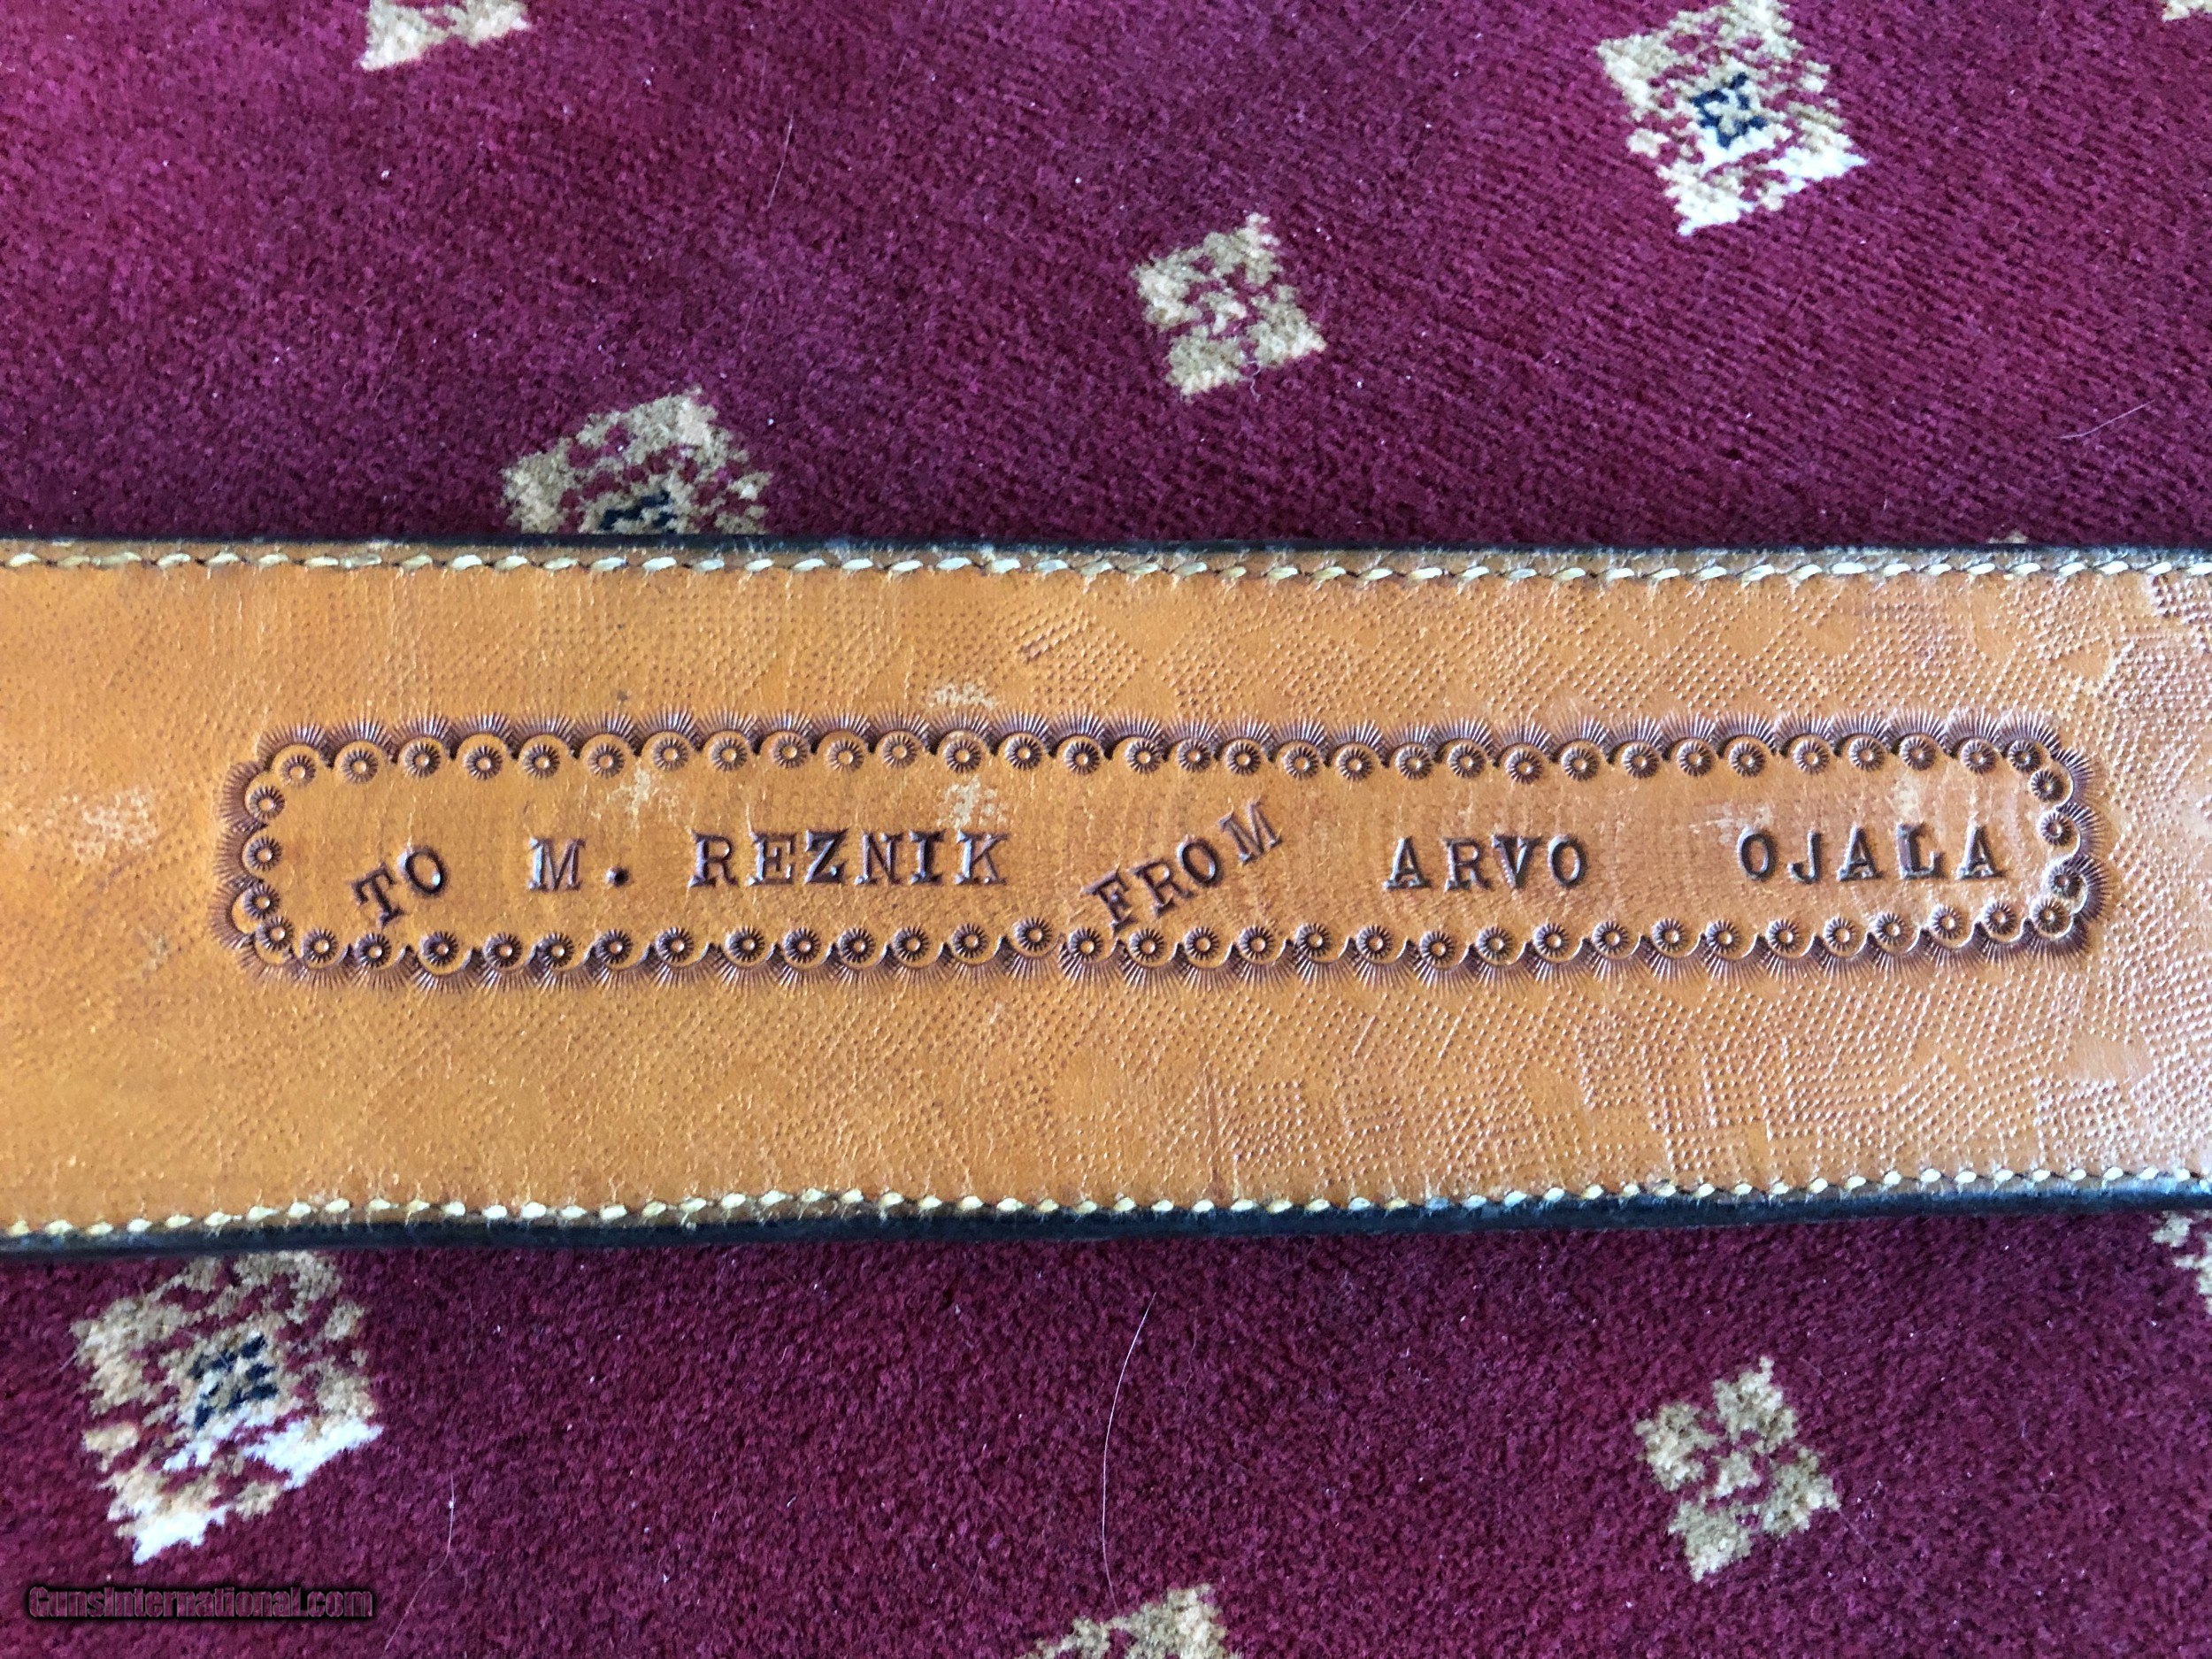 TO M. REZNIK FROM ARVO OJALA
GunsInternational.com